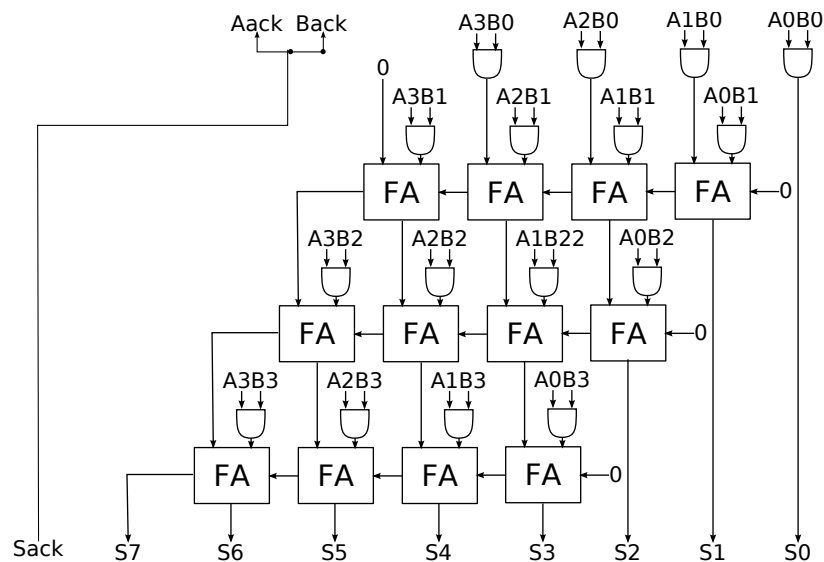 Aack Back A3B0 A2B0 A1B0 A0B0
0
A3B1 A2B1 A1B1 A0B1
FA FA FA FA 0
A3B2 A2B2 A1B22 A0B2
FA FA FA FA 0
A3B3 A2B3 A1B3 A0B3
FA FA FA FA 0
Sack S7 S6 S5 S4 S3 S2 S1 S0